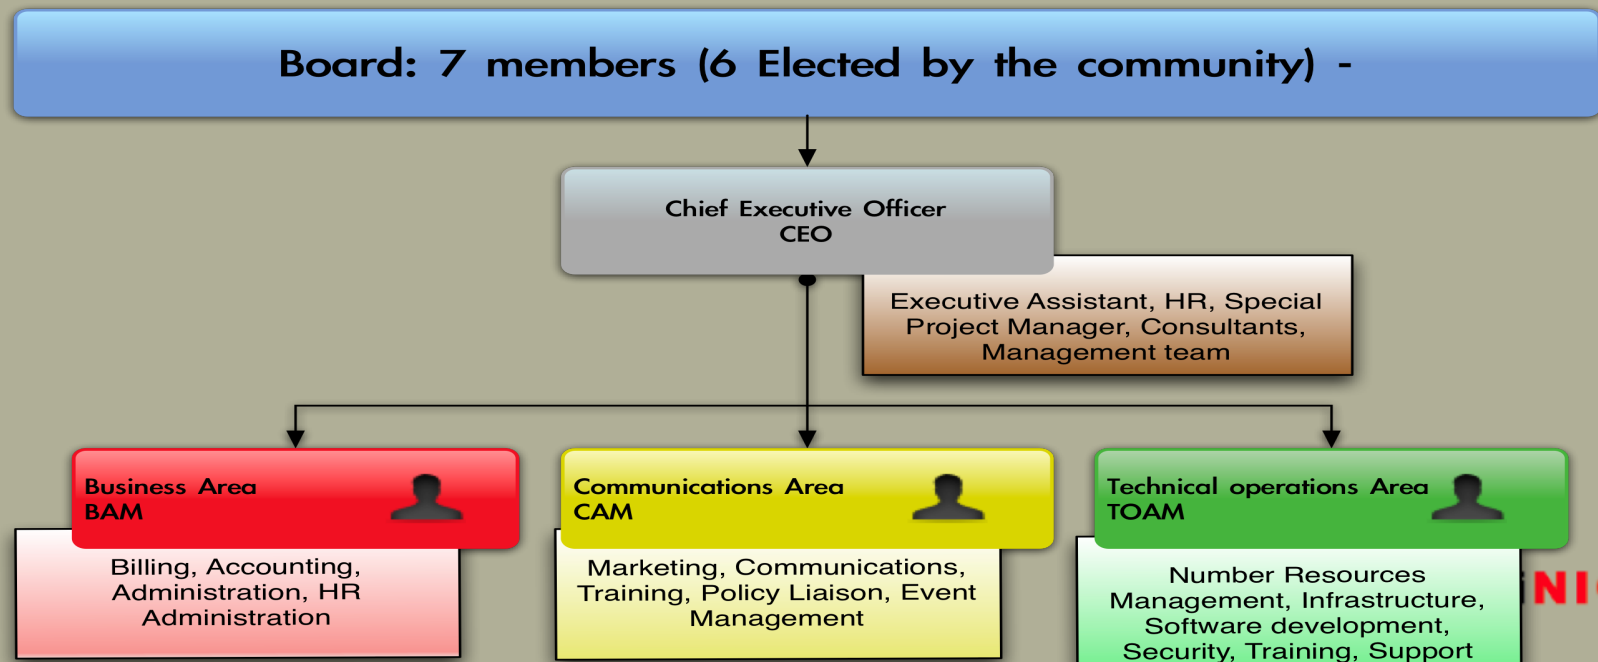 Board: 7 members (6 Elected by the community) -
Chief Executive Officer
CEO
Executive Assistant, HR, Special
Project Manager, Consultants,
Management team
Business Area
BAM
Communications Area
CAM
Technical operations Area
TOAM
Billing, Accounting,
Administration, HR
Administration
Marketing, Communications,
Training, Policy Liaison, Event
Management
Number Resources
Management, Infrastructure,
Software development,
Security, Training, Support